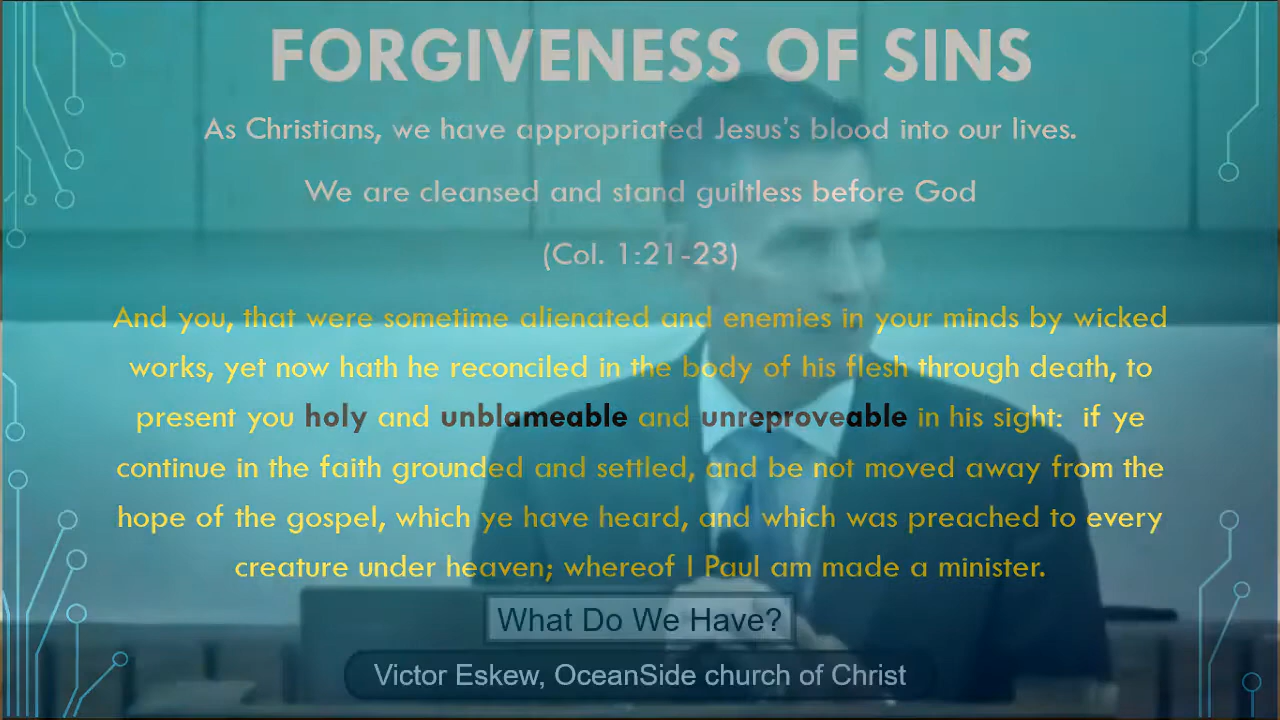 FORGIVENESS OF SINS
As Christians, we have appropriated Jesus's blood into our lives.
We are cleansed and stand guiltless before God
(Col. 1:21-23)
And you, that were sometime alienated and enemies in your minds by wicked
works, yet now hath he reconciled in the body of his flesh through death, to
present you holy and unblameable and unreproveable in his sight: if ye
continue in the faith grounded and settled, and be not moved away from the
hope of the gospel, which ye have heard, and which was preached to every
creature under heaven; whereof I Paul am made a minister.
What Do We Have?
Victor Eskew, OceanSide church of Christ